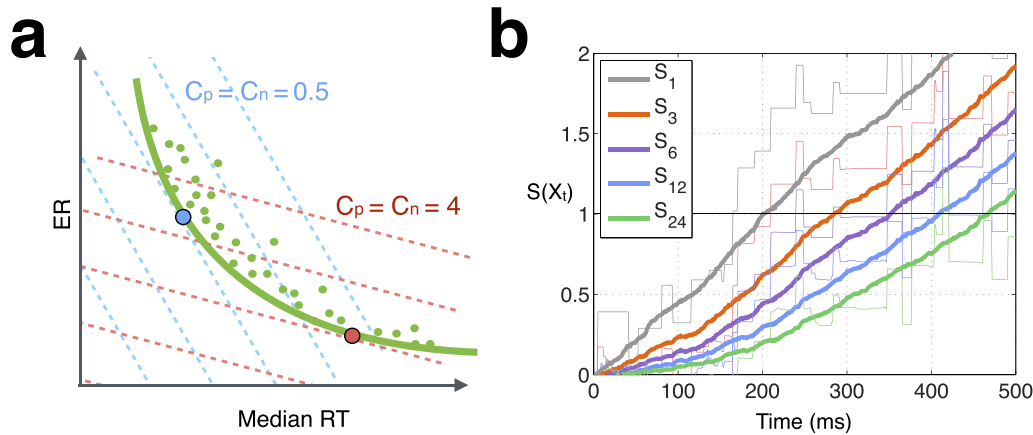 a
Cₚ = Cₙ = 0.5
Cₚ = Cₙ = 4
ER
Median RT
b
2
1.5
1
0.5
0
S(Xₜ)
S₁
S₃
S₆
S₁₂
S₂₄
0
100
200
300
400
500
Time (ms)